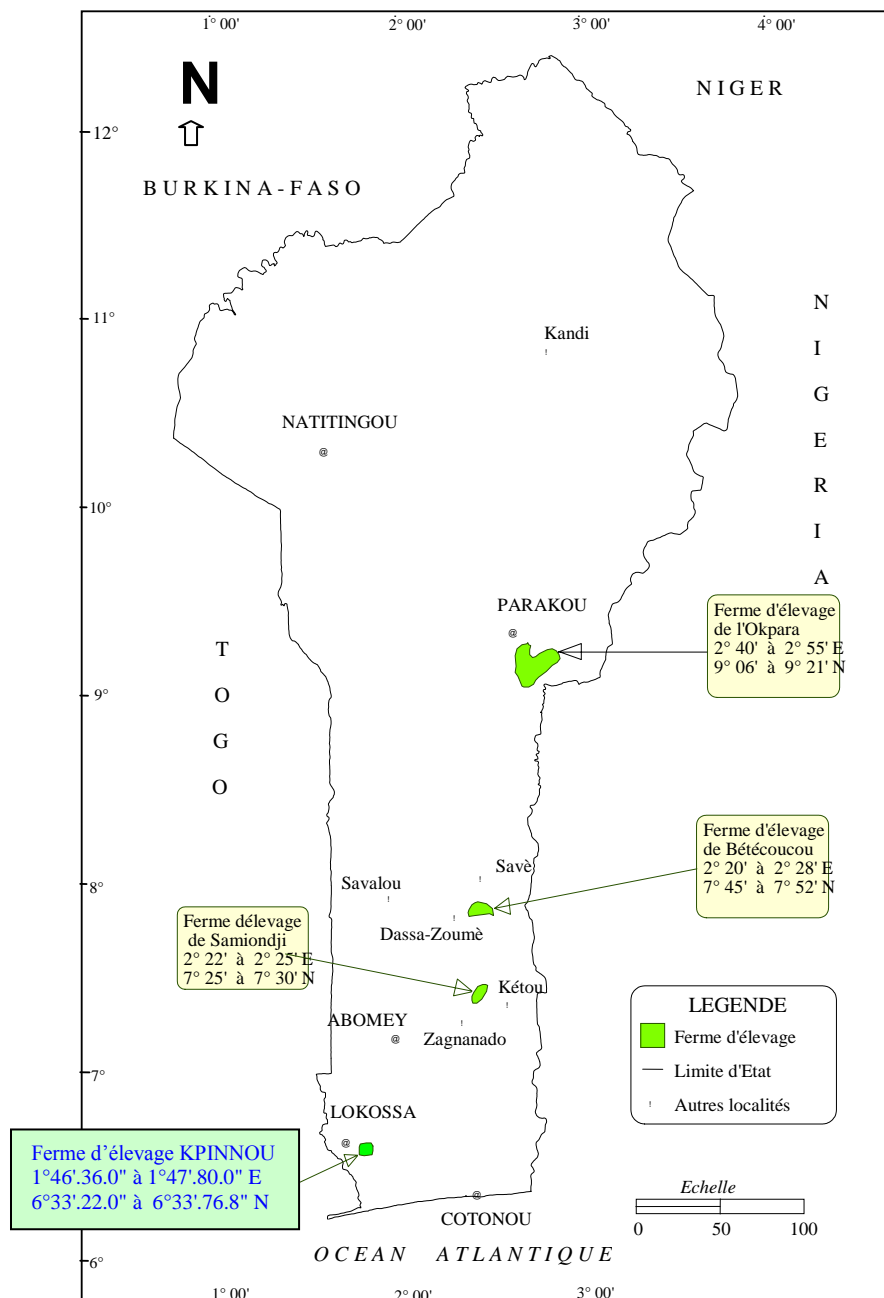 1° 00'
2° 00'
3° 00'
4° 00'
N
NIGER
12°
BURKINA-FASO
11°
NIGERIA
Kandi
NATITINGOU
@
10°
PARAKOU
@
Ferme d'élevage
de l'Okpara
2° 40' à 2° 55' E
9° 06' à 9° 21' N
TOGO
9°
Ferme d'élevage
de Bétécoucou
2° 20' à 2° 28' E
7° 45' à 7° 52' N
Savè
8°
Savalou
Dassa-Zoumè
Ferme délevage
de Samiondji
2° 22' à 2° 25' E
7° 25' à 7° 30' N
Kétou
ABOMEY
@
Zagnanado
LEGENDE
Ferme d'élevage
Limite d'Etat
Autres localités
7°
LOKOSSA
@
Ferme d’élevage KPINNOU
1°46'.36.0" à 1°47'.80.0" E
6°33'.22.0" à 6°33'.76.8" N
@
COTONOU
Echelle
0 50 100
OCEAN ATLANTIQUE
6°
1° 00'
2° 00'
3° 00'